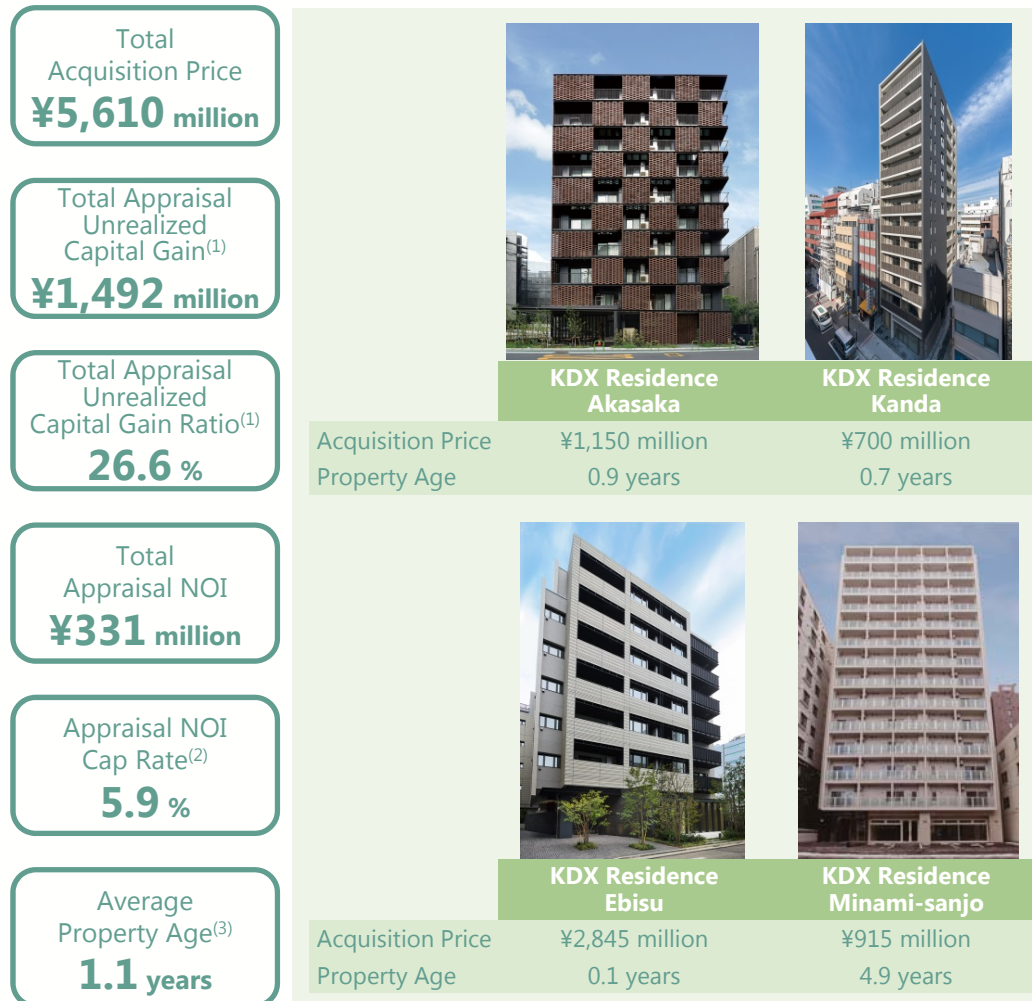 Total
Acquisition Price
¥5,610 million
Total Appraisal
Unrealized
Capital Gain(1)
¥1,492 million
Total Appraisal
Unrealized
Capital Gain Ratio(1)
26.6 %
Total
Appraisal NOI
¥331 million
Appraisal NOI
Cap Rate(2)
5.9 %
Average
Property Age(3)
1.1 years
KDX Residence
Akasaka
KDX Residence
Kanda
Acquisition Price ¥1,150 million ¥700 million
Property Age 0.9 years 0.7 years
KDX Residence
Ebisu
KDX Residence
Minami-sanjo
Acquisition Price ¥2,845 million ¥915 million
Property Age 0.1 years 4.9 years